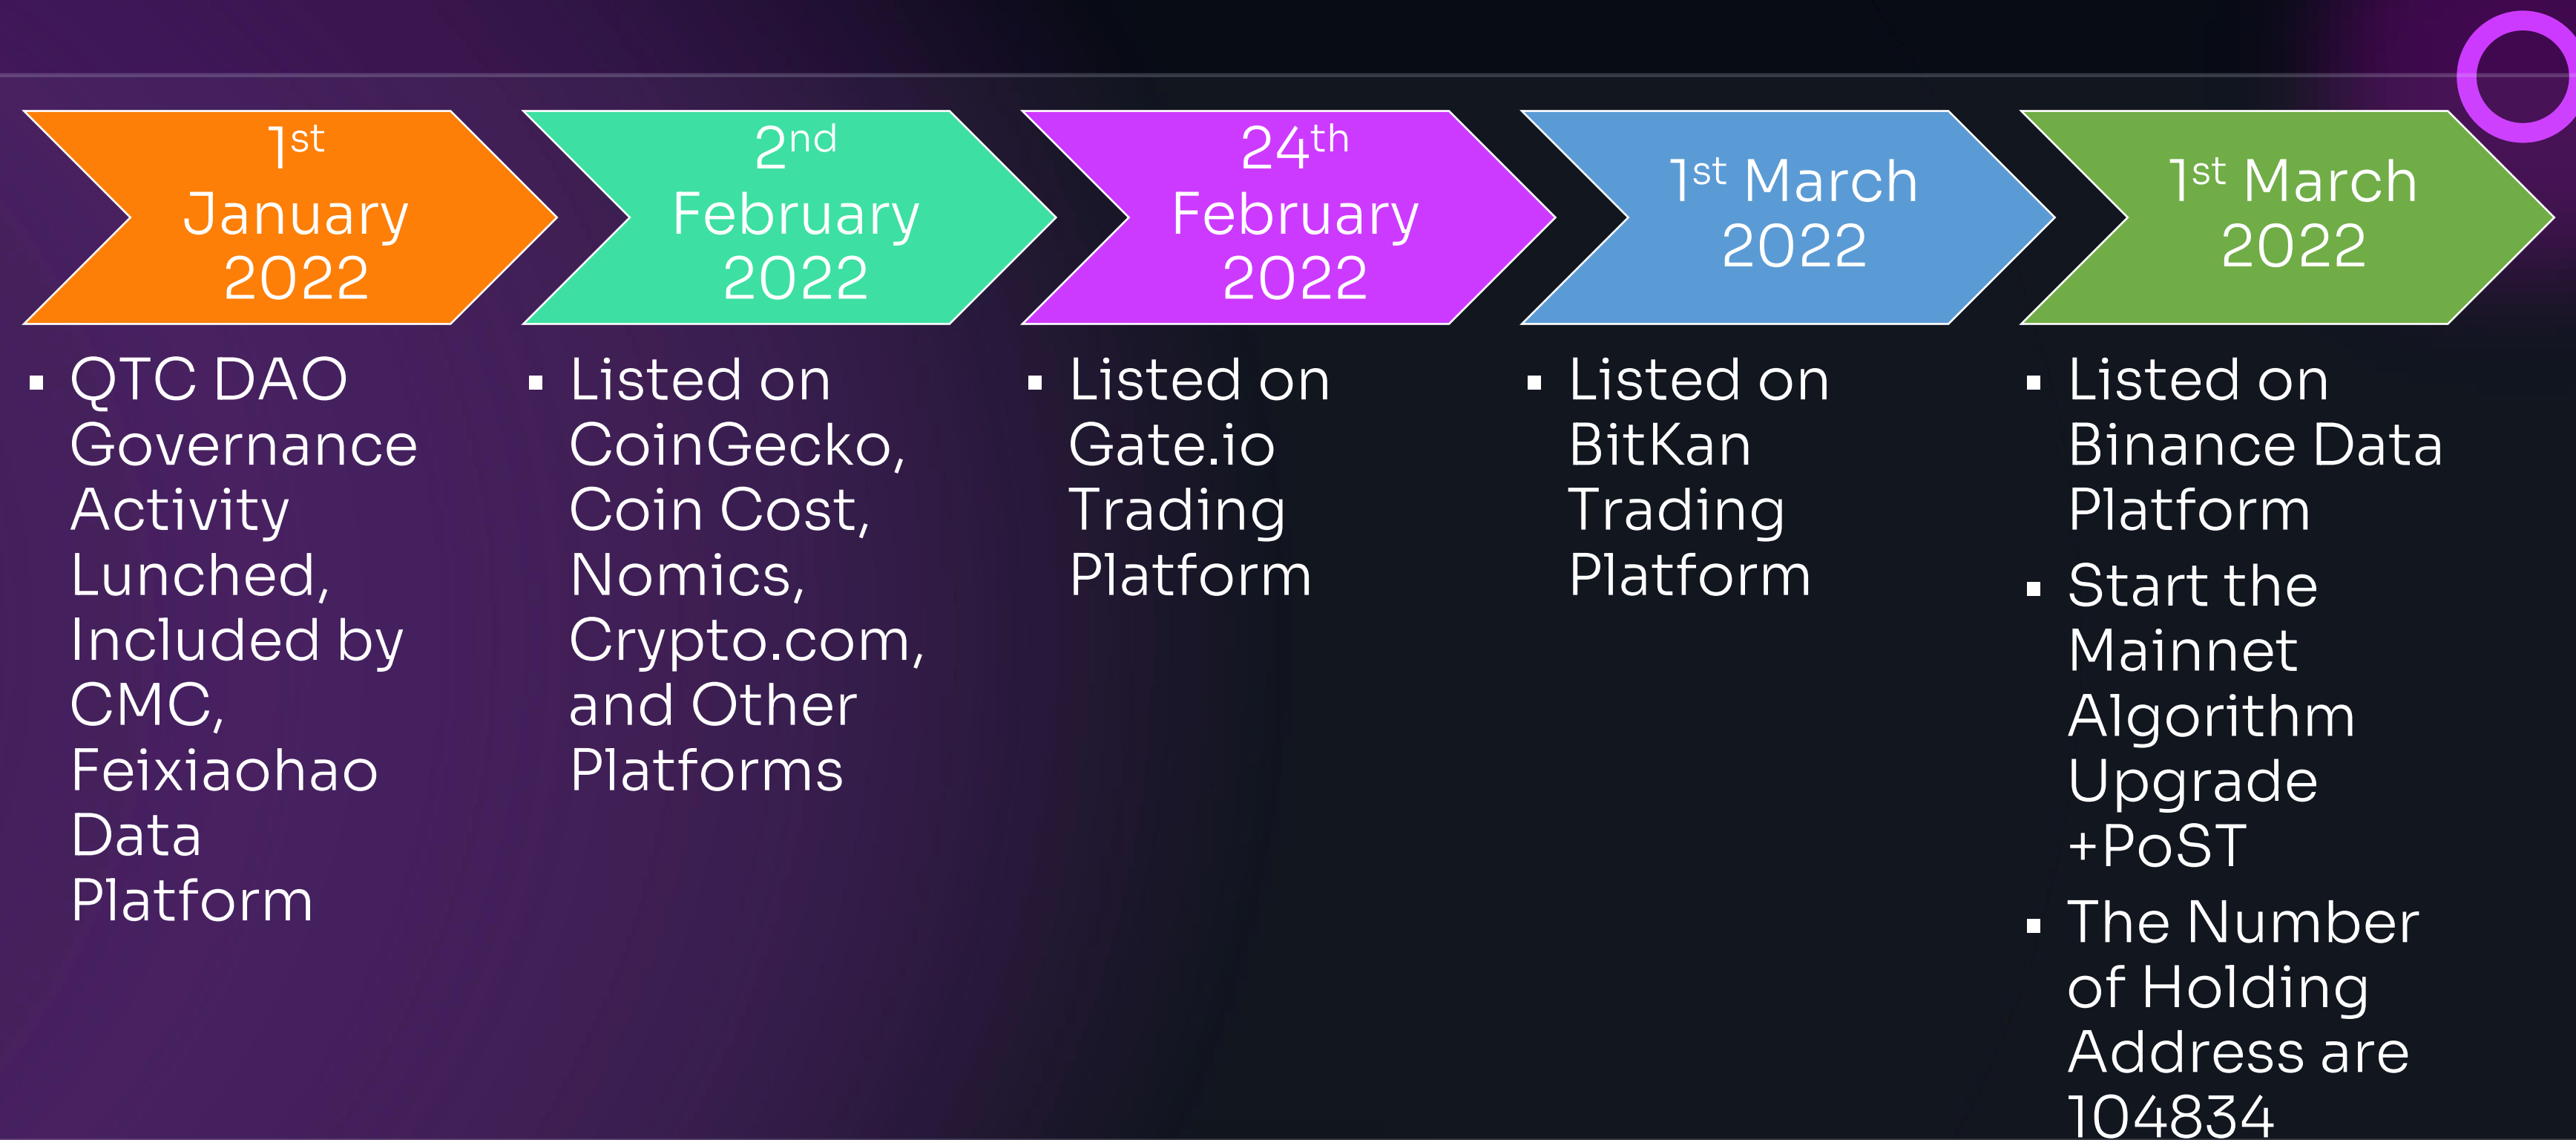 1st
January
2022
QTC DAO
Governance
Activity
Lunched,
Included by
CMC,
Feixiaohao
Data
Platform
2nd
February
2022
Listed on
CoinGecko,
Coin Cost,
Nomics,
Crypto.com,
and Other
Platforms
24th
February
2022
Listed on
Gate.io
Trading
Platform
1st March
2022
Listed on
BitKan
Trading
Platform
1st March
2022
Listed on
Binance Data
Platform
Start the
Mainnet
Algorithm
Upgrade
+PoST
The Number
of Holding
Address are
104834